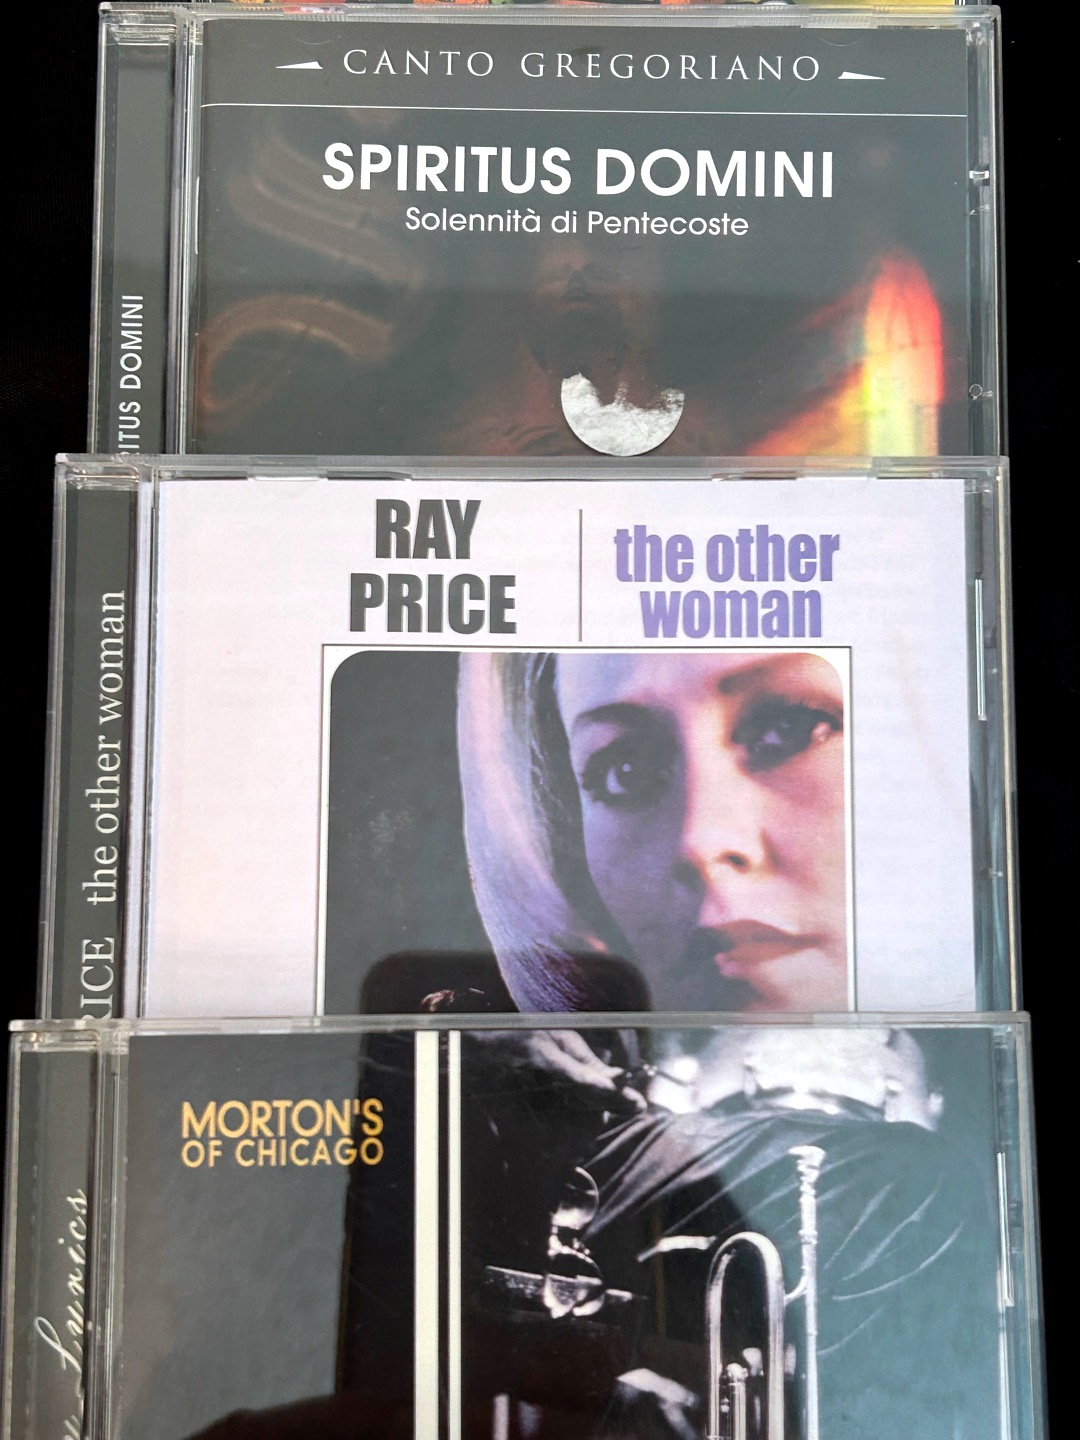 CANTO GREGORIANO
SPIRITUS DOMINI
Solennità di Pentecoste
ITUS DOMINI
RAY
PRICE
the other
woman
RICE the other woman
MORTON'S
OF CHICAGO
Lyrics